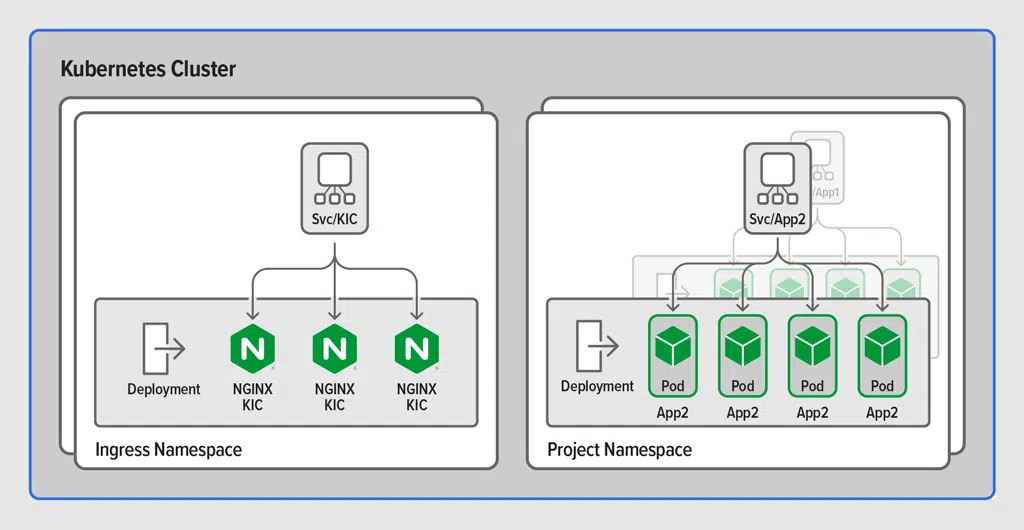 Kubernetes Cluster
Svc/KIC
Deployment
NGINX
KIC
NGINX
KIC
NGINX
KIC
Ingress Namespace
/App1
Svc/App2
Deployment
Pod
Pod
Pod
Pod
App2
App2
App2
App2
Project Namespace